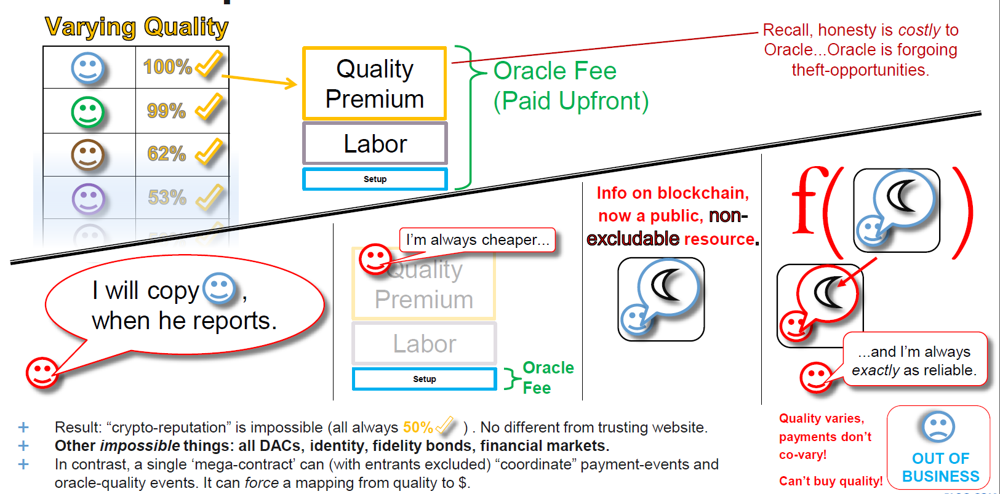 Varying Quality
100%
99%
62%
53%
Quality
Premium
Labor
Setup
Oracle Fee
(Paid Upfront)
Recall, honesty is costly to
Oracle...Oracle is forgoing
theft-opportunities.
I will copy ,
when he reports.
I'm always cheaper...
Quality
Premium
Labor
Setup
Oracle
Fee
Info on blockchain,
now a public, non-
excludable resource.
f( )
...and I'm always
exactly as reliable.
+ Result: “crypto-reputation” is impossible (all always 50% ) . No different from trusting website.
+ Other impossible things: all DACs, identity, fidelity bonds, financial markets.
+ In contrast, a single ‘mega-contract’ can (with entrants excluded) “coordinate” payment-events and
oracle-quality events. It can force a mapping from quality to $.
Quality varies,
payments don't
co-vary!
Can't buy quality!
OUT OF
BUSINESS